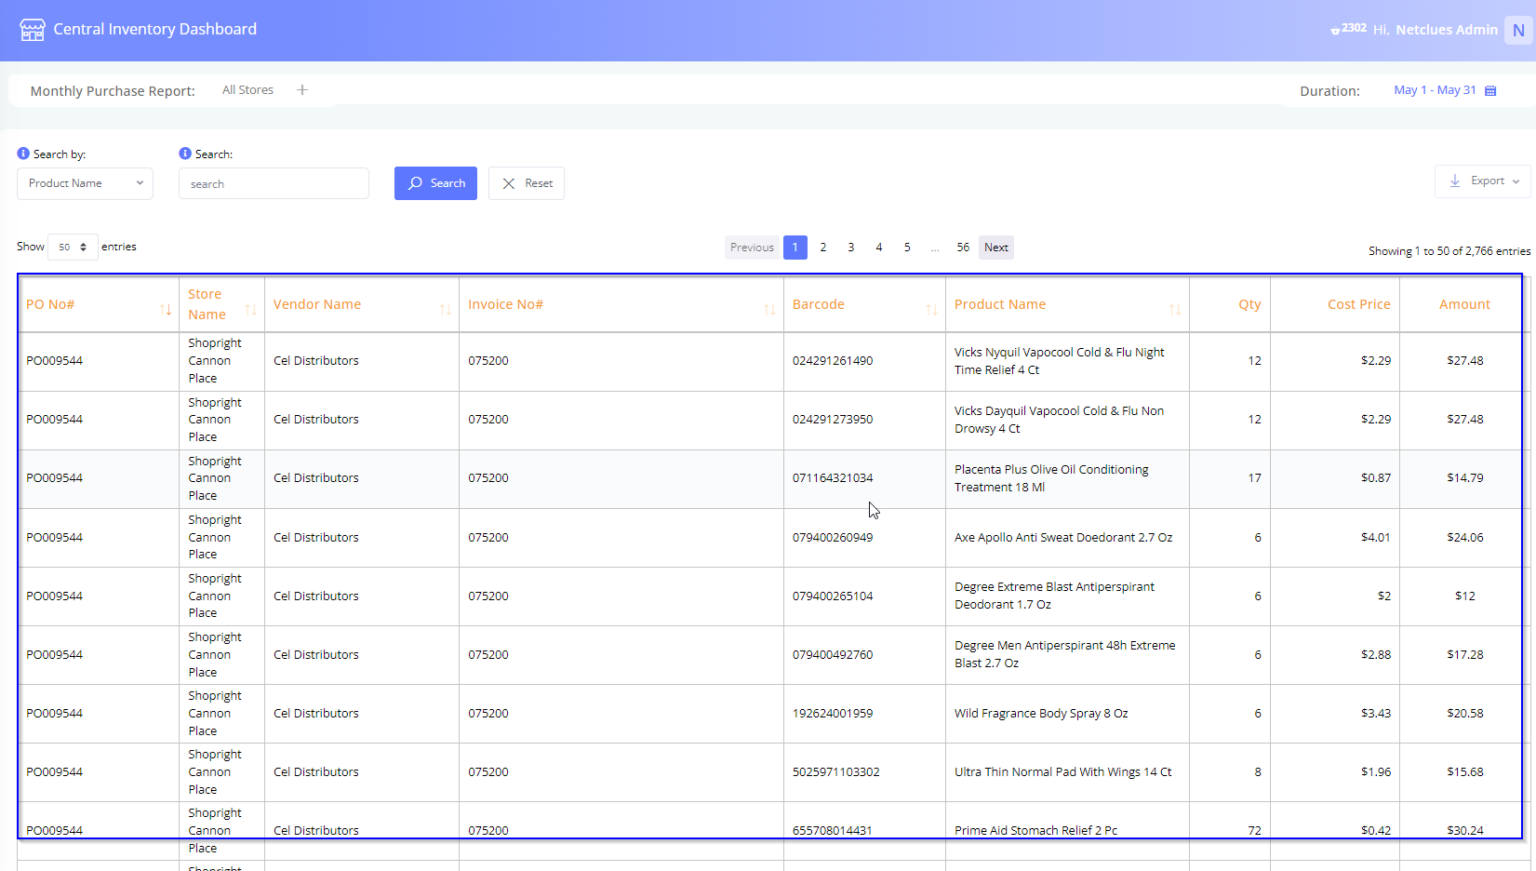 Central Inventory Dashboard
2302 Hi, Netclues Admin N
Monthly Purchase Report: All Stores +
Duration: May 1 - May 31
Search by: Search:
Product Name search Search Reset
Export
Show 50 entries
Previous 1 2 3 4 5 ... 56 Next
Showing 1 to 50 of 2,766 entries
PO No# Store Name Vendor Name Invoice No# Barcode Product Name Qty Cost Price Amount
PO009544 Shopright Cannon Place Cel Distributors 075200 024291261490 Vicks Nyquil Vapocool Cold & Flu Night Time Relief 4 Ct 12 $2.29 $27.48
PO009544 Shopright Cannon Place Cel Distributors 075200 024291273950 Vicks Dayquil Vapocool Cold & Flu Non Drowsy 4 Ct 12 $2.29 $27.48
PO009544 Shopright Cannon Place Cel Distributors 075200 071164321034 Placenta Plus Olive Oil Conditioning Treatment 18 Ml 17 $0.87 $14.79
PO009544 Shopright Cannon Place Cel Distributors 075200 079400260949 Axe Apollo Anti Sweat Doedorant 2.7 Oz 6 $4.01 $24.06
PO009544 Shopright Cannon Place Cel Distributors 075200 079400265104 Degree Extreme Blast Antiperspirant Deodorant 1.7 Oz 6 $2 $12
PO009544 Shopright Cannon Place Cel Distributors 075200 079400492760 Degree Men Antiperspirant 48h Extreme Blast 2.7 Oz 6 $2.88 $17.28
PO009544 Shopright Cannon Place Cel Distributors 075200 192624001959 Wild Fragrance Body Spray 8 Oz 6 $3.43 $20.58
PO009544 Shopright Cannon Place Cel Distributors 075200 5025971103302 Ultra Thin Normal Pad With Wings 14 Ct 8 $1.96 $15.68
PO009544 Shopright Cannon Place Cel Distributors 075200 655708014431 Prime Aid Stomach Relief 2 Pc 72 $0.42 $30.24